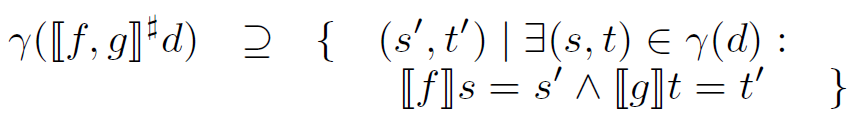 γ(⟦f, g⟧♯d) ⊇ { (s′, t′) | ∃(s, t) ∈ γ(d) :
⟦f⟧s = s′ ∧ ⟦g⟧t = t′ }